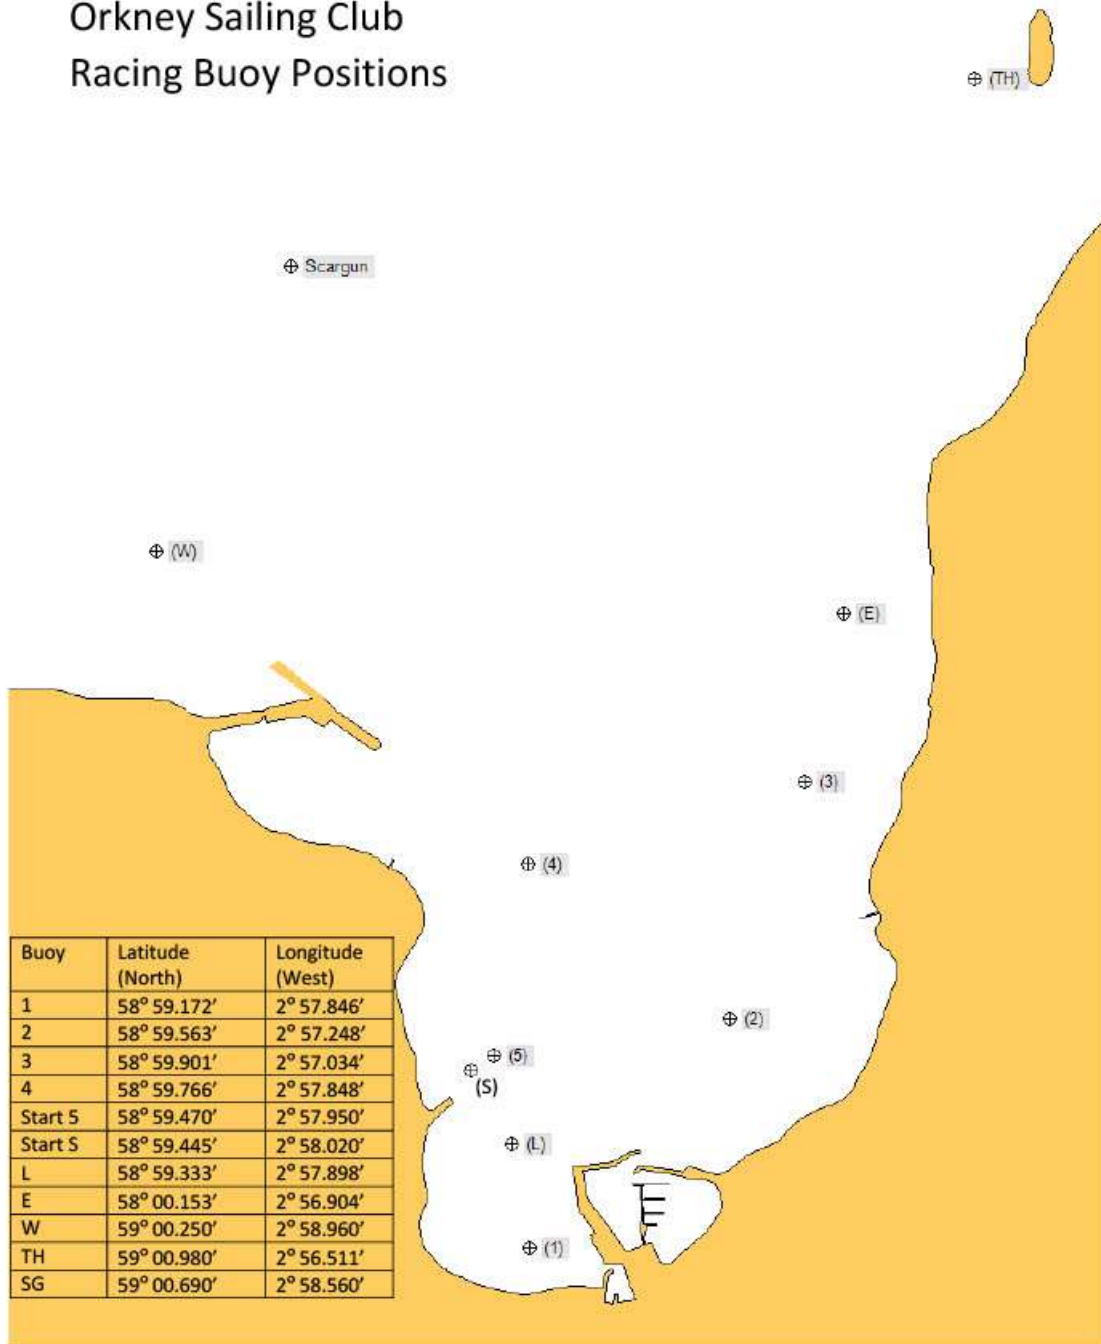 Orkney Sailing Club
Racing Buoy Positions
(TH)
Scargun
(W)
(E)
(3)
(4)
(2)
(5)
(S)
(L)
(1)
Buoy Latitude (North) Longitude (West)
1 58° 59.172′ 2° 57.846′
2 58° 59.563′ 2° 57.248′
3 58° 59.901′ 2° 57.034′
4 58° 59.766′ 2° 57.848′
Start 5 58° 59.470′ 2° 57.950′
Start S 58° 59.445′ 2° 58.020′
L 58° 59.333′ 2° 57.898′
E 58° 00.153′ 2° 56.904′
W 59° 00.250′ 2° 58.960′
TH 59° 00.980′ 2° 56.511′
SG 59° 00.690′ 2° 58.560′